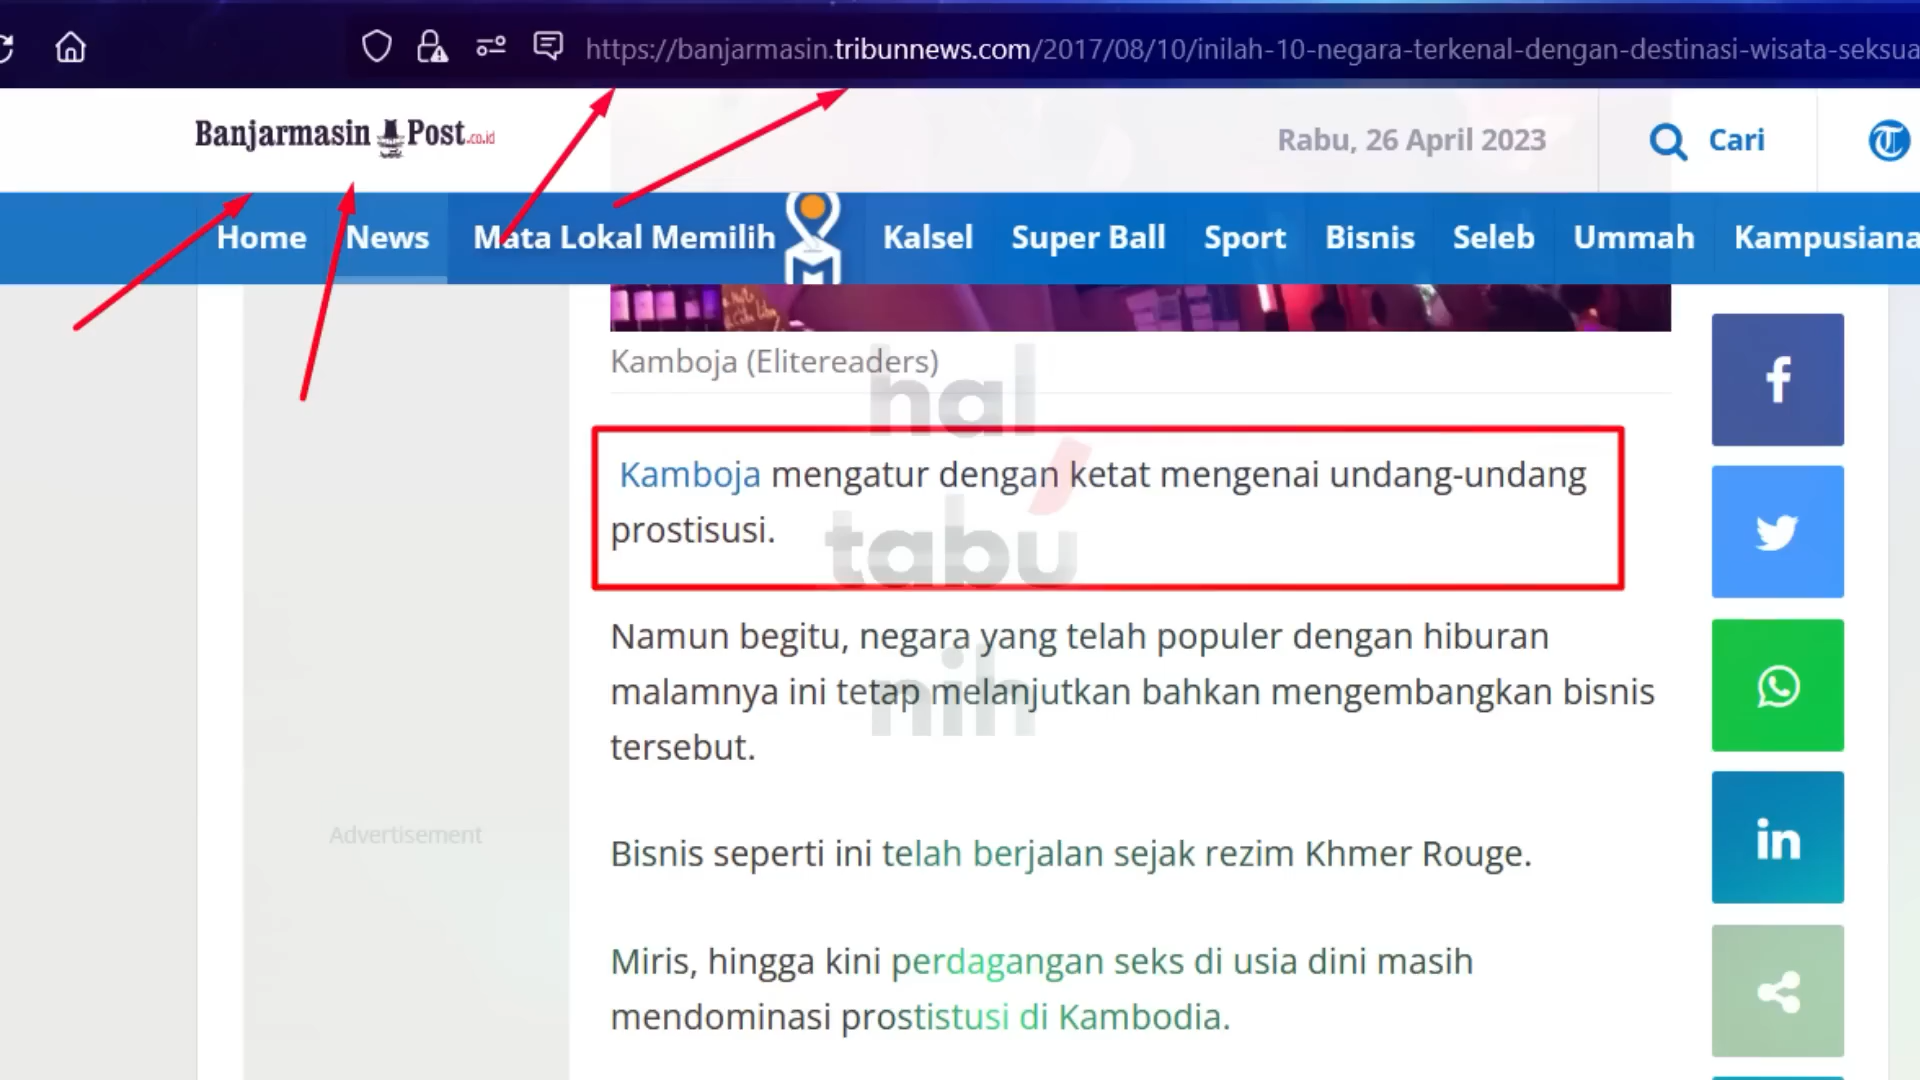 https://banjarmasin.tribunnews.com/2017/08/10/inilah-10-negara-terkenal-dengan-destinasi-wisata-seksua
Banjarmasin Post.co.id
Rabu, 26 April 2023
Cari
Home News Mata Lokal Memilih Kalsel Super Ball Sport Bisnis Seleb Ummah Kampusiana
Kamboja (Elitereaders)
hal
Kamboja mengatur dengan ketat mengenai undang-undang
prostisusi.
tabu
Namun begitu, negara yang telah populer dengan hiburan
malamnya ini tetap melanjutkan bahkan mengembangkan bisnis
tersebut.
nih
Advertisement
Bisnis seperti ini telah berjalan sejak rezim Khmer Rouge.
Miris, hingga kini perdagangan seks di usia dini masih
mendominasi prostistusi di Kambodia.